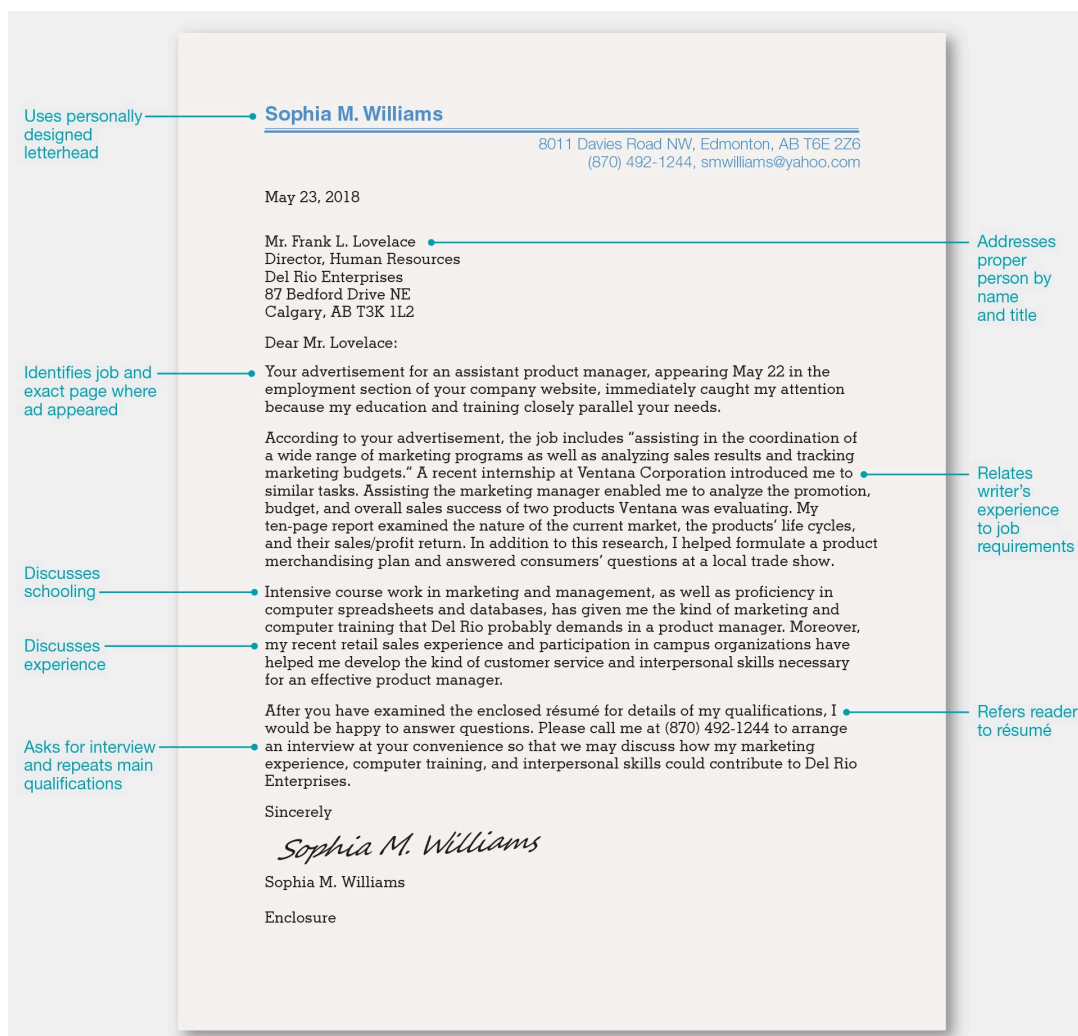 Uses personally
designed
letterhead
Sophia M. Williams
8011 Davies Road NW, Edmonton, AB T6E 2Z6
(870) 492-1244, smwilliams@yahoo.com
May 23, 2018
Mr. Frank L. Lovelace
Director, Human Resources
Del Rio Enterprises
87 Bedford Drive NE
Calgary, AB T3K 1L2
Addresses
proper
person by
name
and title
Dear Mr. Lovelace:
Identifies job and
exact page where
ad appeared
Your advertisement for an assistant product manager, appearing May 22 in the
employment section of your company website, immediately caught my attention
because my education and training closely parallel your needs.
According to your advertisement, the job includes “assisting in the coordination of
a wide range of marketing programs as well as analyzing sales results and tracking
marketing budgets.” A recent internship at Ventana Corporation introduced me to
similar tasks. Assisting the marketing manager enabled me to analyze the promotion,
budget, and overall sales success of two products Ventana was evaluating. My
ten-page report examined the nature of the current market, the products’ life cycles,
and their sales/profit return. In addition to this research, I helped formulate a product
merchandising plan and answered consumers’ questions at a local trade show.
Relates
writer’s
experience
to job
requirements
Discusses
schooling
Intensive course work in marketing and management, as well as proficiency in
computer spreadsheets and databases, has given me the kind of marketing and
computer training that Del Rio probably demands in a product manager. Moreover,
my recent retail sales experience and participation in campus organizations have
helped me develop the kind of customer service and interpersonal skills necessary
for an effective product manager.
Discusses
experience
After you have examined the enclosed résumé for details of my qualifications, I
would be happy to answer questions. Please call me at (870) 492-1244 to arrange
an interview at your convenience so that we may discuss how my marketing
experience, computer training, and interpersonal skills could contribute to Del Rio
Enterprises.
Refers reader
to résumé
Asks for interview
and repeats main
qualifications
Sincerely
Sophia M. Williams
Sophia M. Williams
Enclosure